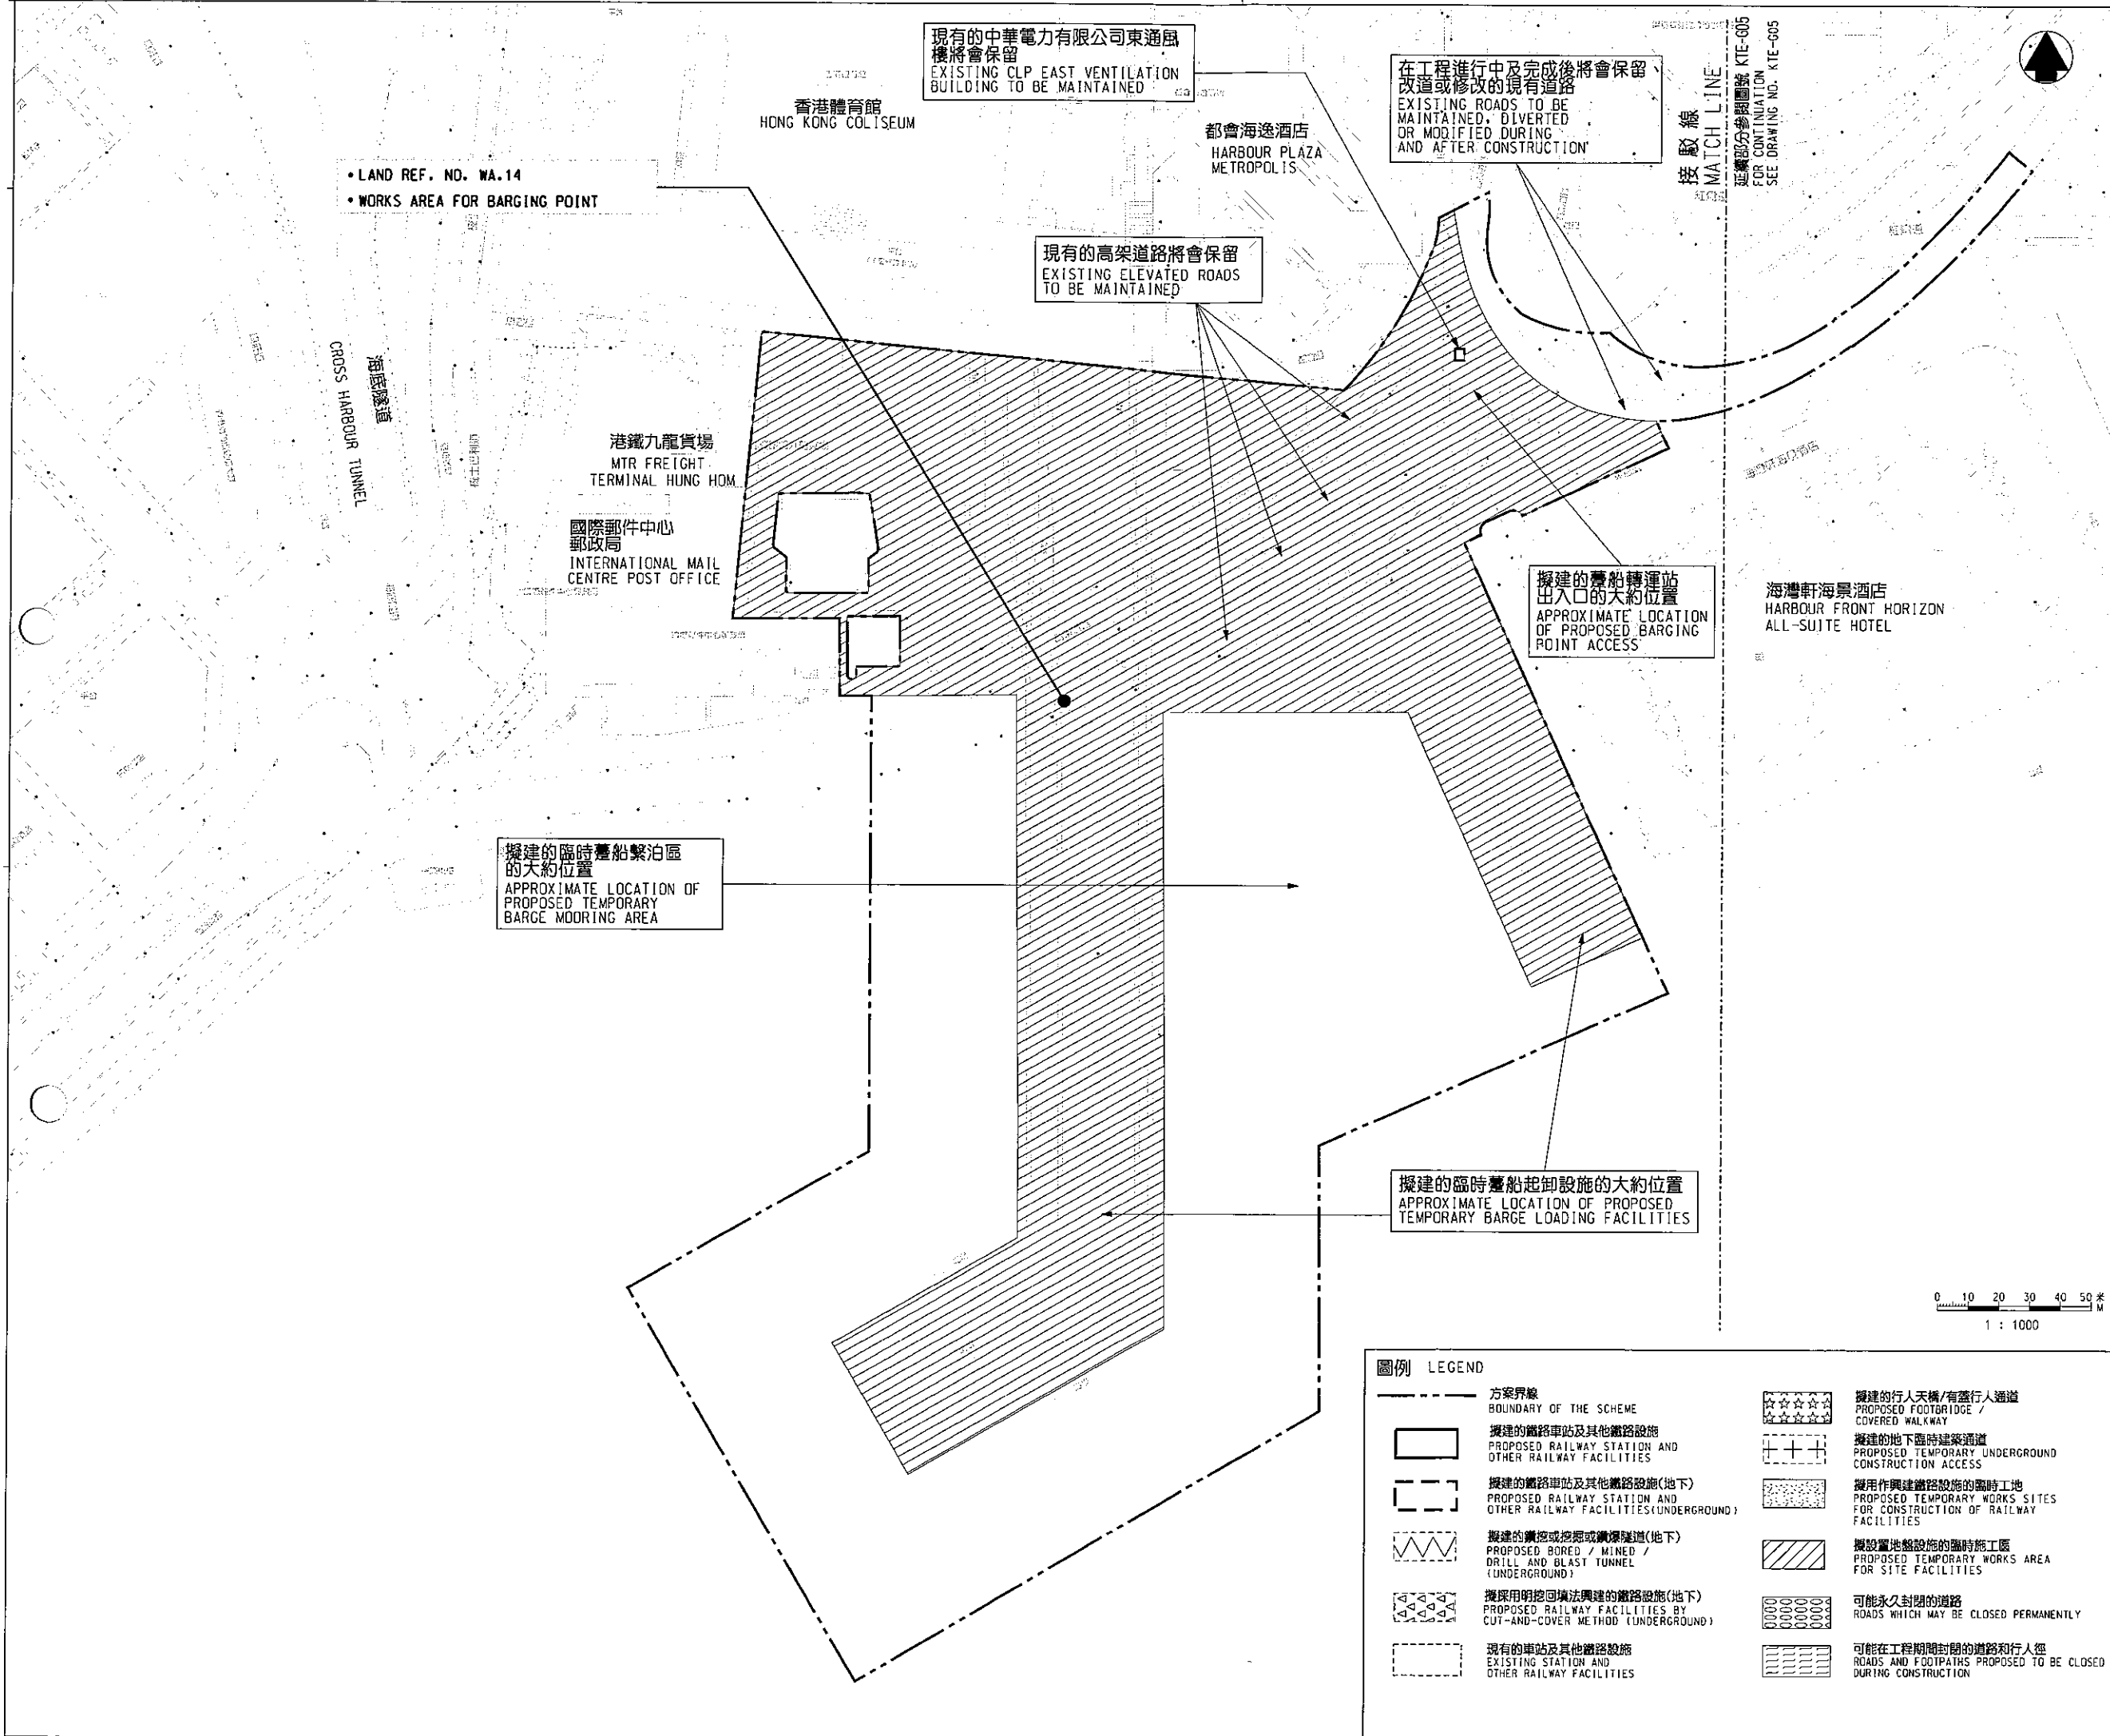 現有的中華電力有限公司東通風
樓將會保留
EXISTING CLP EAST VENTILATION
BUILDING TO BE MAINTAINED
在工程進行中及完成後將會保留、
改道或修改的現有道路
EXISTING ROADS TO BE
MAINTAINED, DIVERTED
OR MODIFIED DURING
AND AFTER CONSTRUCTION
接駁線
MATCH LINE
延續部分參閱圖號 KTE-G05
FOR CONTINUATION
SEE DRAWING NO. KTE-G05
香港體育館
HONG KONG COLISEUM
都會海逸酒店
HARBOUR PLAZA
METROPOLIS
• LAND REF. NO. WA.14
• WORKS AREA FOR BARGING POINT
現有的高架道路將會保留
EXISTING ELEVATED ROADS
TO BE MAINTAINED
海底隧道
CROSS HARBOUR TUNNEL
港鐵九龍貨場
MTR FREIGHT
TERMINAL HUNG HOM
國際郵件中心
郵政局
INTERNATIONAL MAIL
CENTRE POST OFFICE
擬建的躉船轉運站
出入口的大約位置
APPROXIMATE LOCATION
OF PROPOSED BARGING
POINT ACCESS
海灣軒海景酒店
HARBOUR FRONT HORIZON
ALL-SUITE HOTEL
擬建的臨時躉船繫泊區
的大約位置
APPROXIMATE LOCATION OF
PROPOSED TEMPORARY
BARGE MOORING AREA
擬建的臨時躉船起卸設施的大約位置
APPROXIMATE LOCATION OF PROPOSED
TEMPORARY BARGE LOADING FACILITIES
0 10 20 30 40 50 米
M
1 : 1000
圖例 LEGEND
方案界線
BOUNDARY OF THE SCHEME
擬建的鐵路車站及其他鐵路設施
PROPOSED RAILWAY STATION AND
OTHER RAILWAY FACILITIES
擬建的鐵路車站及其他鐵路設施(地下)
PROPOSED RAILWAY STATION AND
OTHER RAILWAY FACILITIES(UNDERGROUND)
擬建的鑽挖或挖掘或鑽爆隧道(地下)
PROPOSED BORED / MINED /
DRILL AND BLAST TUNNEL
(UNDERGROUND)
擬採用明挖回填法興建的鐵路設施(地下)
PROPOSED RAILWAY FACILITIES BY
CUT-AND-COVER METHOD (UNDERGROUND)
現有的車站及其他鐵路設施
EXISTING STATION AND
OTHER RAILWAY FACILITIES
擬建的行人天橋/有蓋行人通道
PROPOSED FOOTBRIDGE /
COVERED WALKWAY
擬建的地下臨時建築通道
PROPOSED TEMPORARY UNDERGROUND
CONSTRUCTION ACCESS
擬用作興建鐵路設施的臨時工地
PROPOSED TEMPORARY WORKS SITES
FOR CONSTRUCTION OF RAILWAY
FACILITIES
擬設置地盤設施的臨時施工區
PROPOSED TEMPORARY WORKS AREA
FOR SITE FACILITIES
可能永久封閉的道路
ROADS WHICH MAY BE CLOSED PERMANENTLY
可能在工程期間封閉的道路和行人徑
ROADS AND FOOTPATHS PROPOSED TO BE CLOSED
DURING CONSTRUCTION